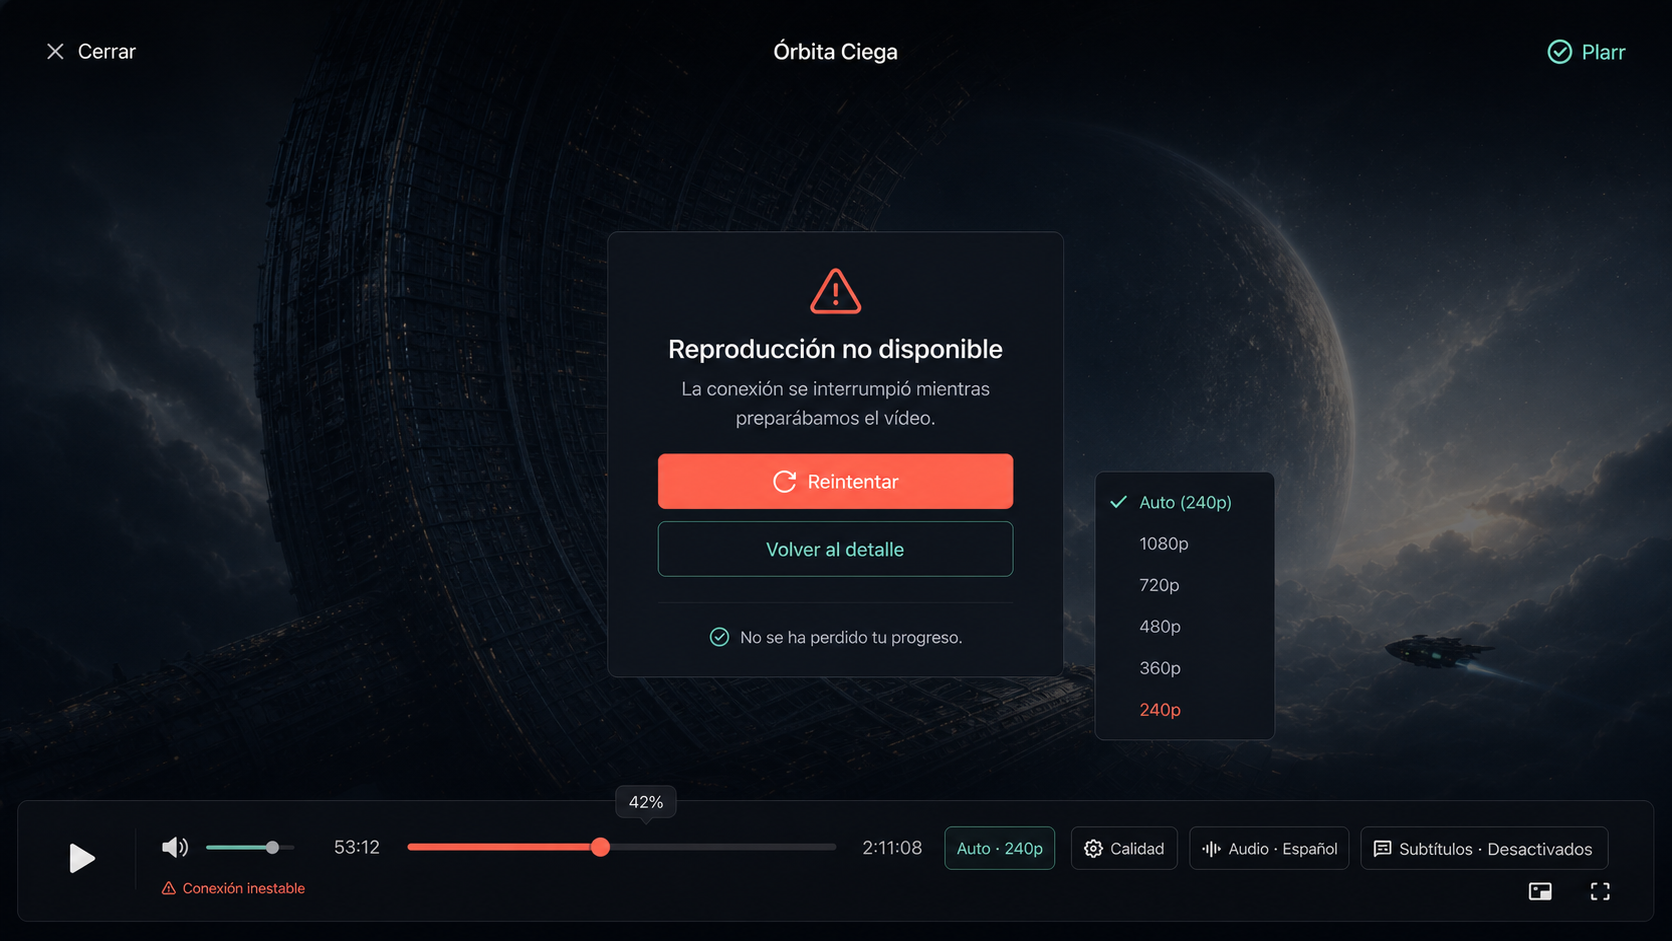 Cerrar
Órbita Ciega
Plarr
Reproducción no disponible
La conexión se interrumpió mientras
preparábamos el vídeo.
Reintentar
Volver al detalle
No se ha perdido tu progreso.
Auto (240p)
1080p
720p
480p
360p
240p
42%
53:12
2:11:08
Auto · 240p
Calidad
Audio · Español
Subtítulos · Desactivados
Conexión inestable